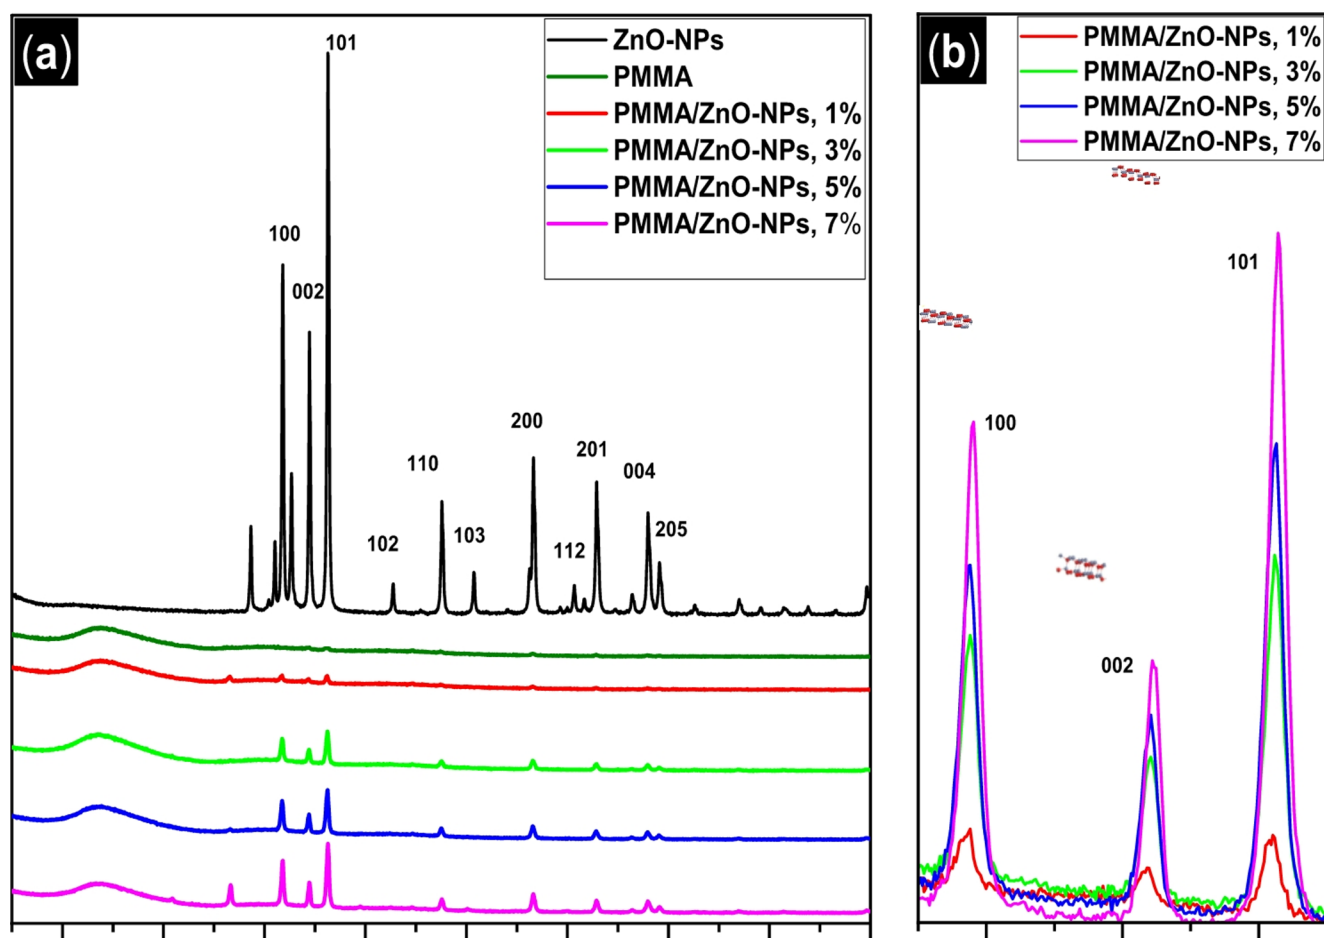 (a)
ZnO-NPs
PMMA
PMMA/ZnO-NPs, 1%
PMMA/ZnO-NPs, 3%
PMMA/ZnO-NPs, 5%
PMMA/ZnO-NPs, 7%
101
100
002
200
110
201
004
102
103
112
205
(b)
PMMA/ZnO-NPs, 1%
PMMA/ZnO-NPs, 3%
PMMA/ZnO-NPs, 5%
PMMA/ZnO-NPs, 7%
101
100
002